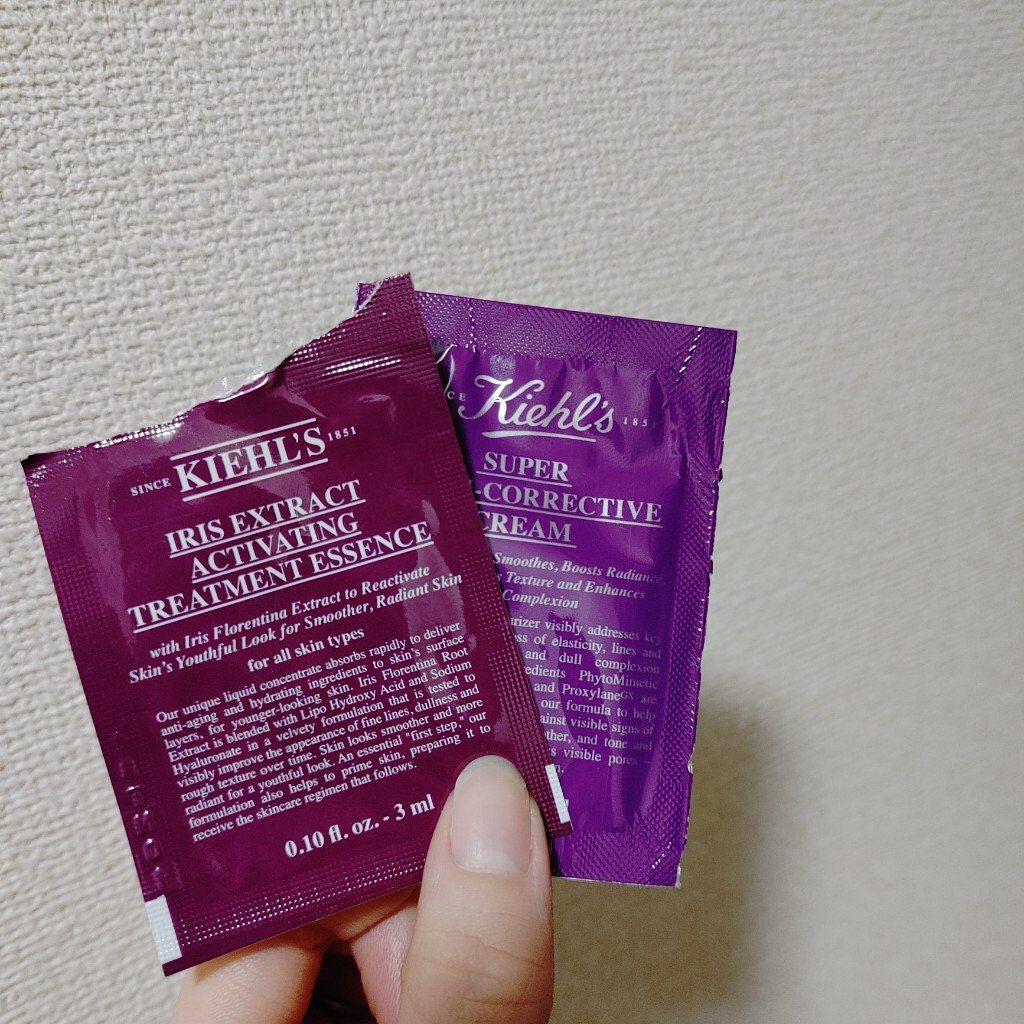 SINCE KIEHL'S 1851
IRIS EXTRACT
ACTIVATING
TREATMENT ESSENCE
with Iris Florentina Extract to Reactivate
Skin's Youthful Look for Smoother, Radiant Skin
for all skin types
Our unique liquid concentrate absorbs rapidly to deliver
anti-aging and hydrating ingredients to skin's surface
layers, for younger-looking skin. Iris Florentina Root
Extract is blended with Lipo Hydroxy Acid and Sodium
Hyaluronate in a velvety formulation that is tested to
visibly improve the appearance of fine lines, dullness and
rough texture over time. Skin looks smoother and more
radiant for a youthful look. An essential "first step," our
formulation also helps to prime skin, preparing it to
receive the skincare regimen that follows.
0.10 fl. oz. - 3 ml
Kiehl's 185
SUPER
-CORRECTIVE
CREAM
Smoothes, Boosts
Texture and Enhances
Complexion
visibly addresses key
of elasticity, lines and
and dull complexion
PhytoMimetic
and Proxylane are
our formula to help
visible signs of
and tone and
visible pores